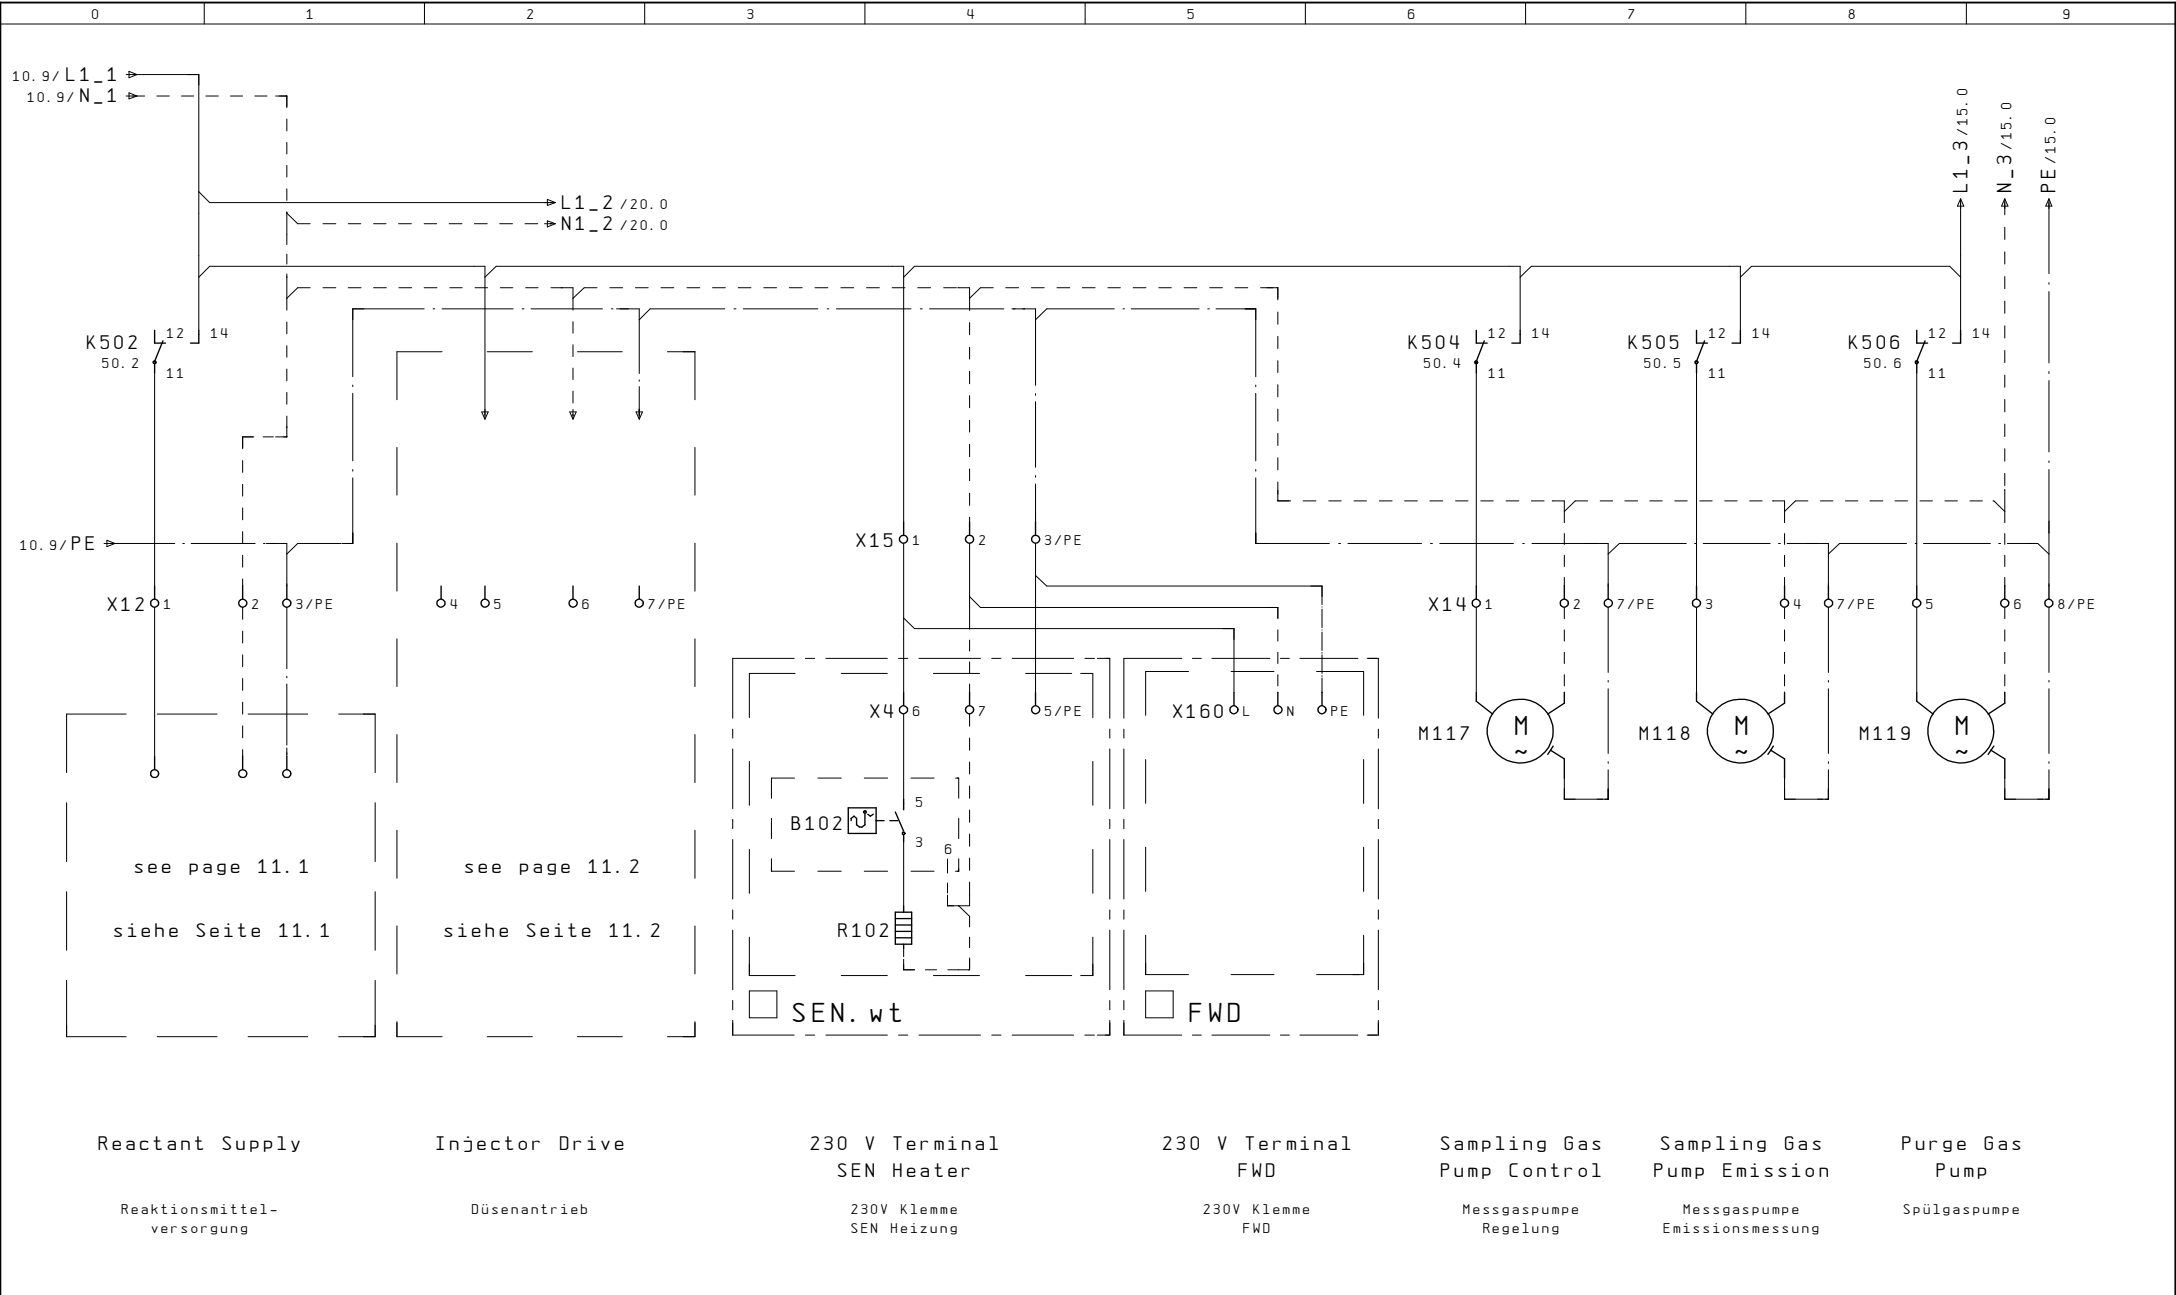 0 1 2 3 4 5 6 7 8 9
10.9/L1_1
10.9/N_1
L1_3/15.0
N_3/15.0
PE/15.0
L1_2/20.0
N1_2/20.0
K502 12 14
50.2 11
K504 12 14
50.4 11
K505 12 14
50.5 11
K506 12 14
50.6 11
10.9/PE
X15 1 2 3/PE
X12 1 2 3/PE 4 5 6 7/PE
X14 1 2 7/PE 3 4 7/PE 5 6 8/PE
X4 6 7 5/PE
X160 L N PE
M117 M ~
M118 M ~
M119 M ~
B102 5 3 6
see page 11.1
siehe Seite 11.1
see page 11.2
siehe Seite 11.2
R102
SEN.wt
FWD
Reactant Supply
Reaktionsmittel-
versorgung
Injector Drive
Düsenantrieb
230 V Terminal
SEN Heater
230V Klemme
SEN Heizung
230 V Terminal
FWD
230V Klemme
FWD
Sampling Gas
Pump Control
Messgaspumpe
Regelung
Sampling Gas
Pump Emission
Messgaspumpe
Emissionsmessung
Purge Gas
Pump
Spülgaspumpe